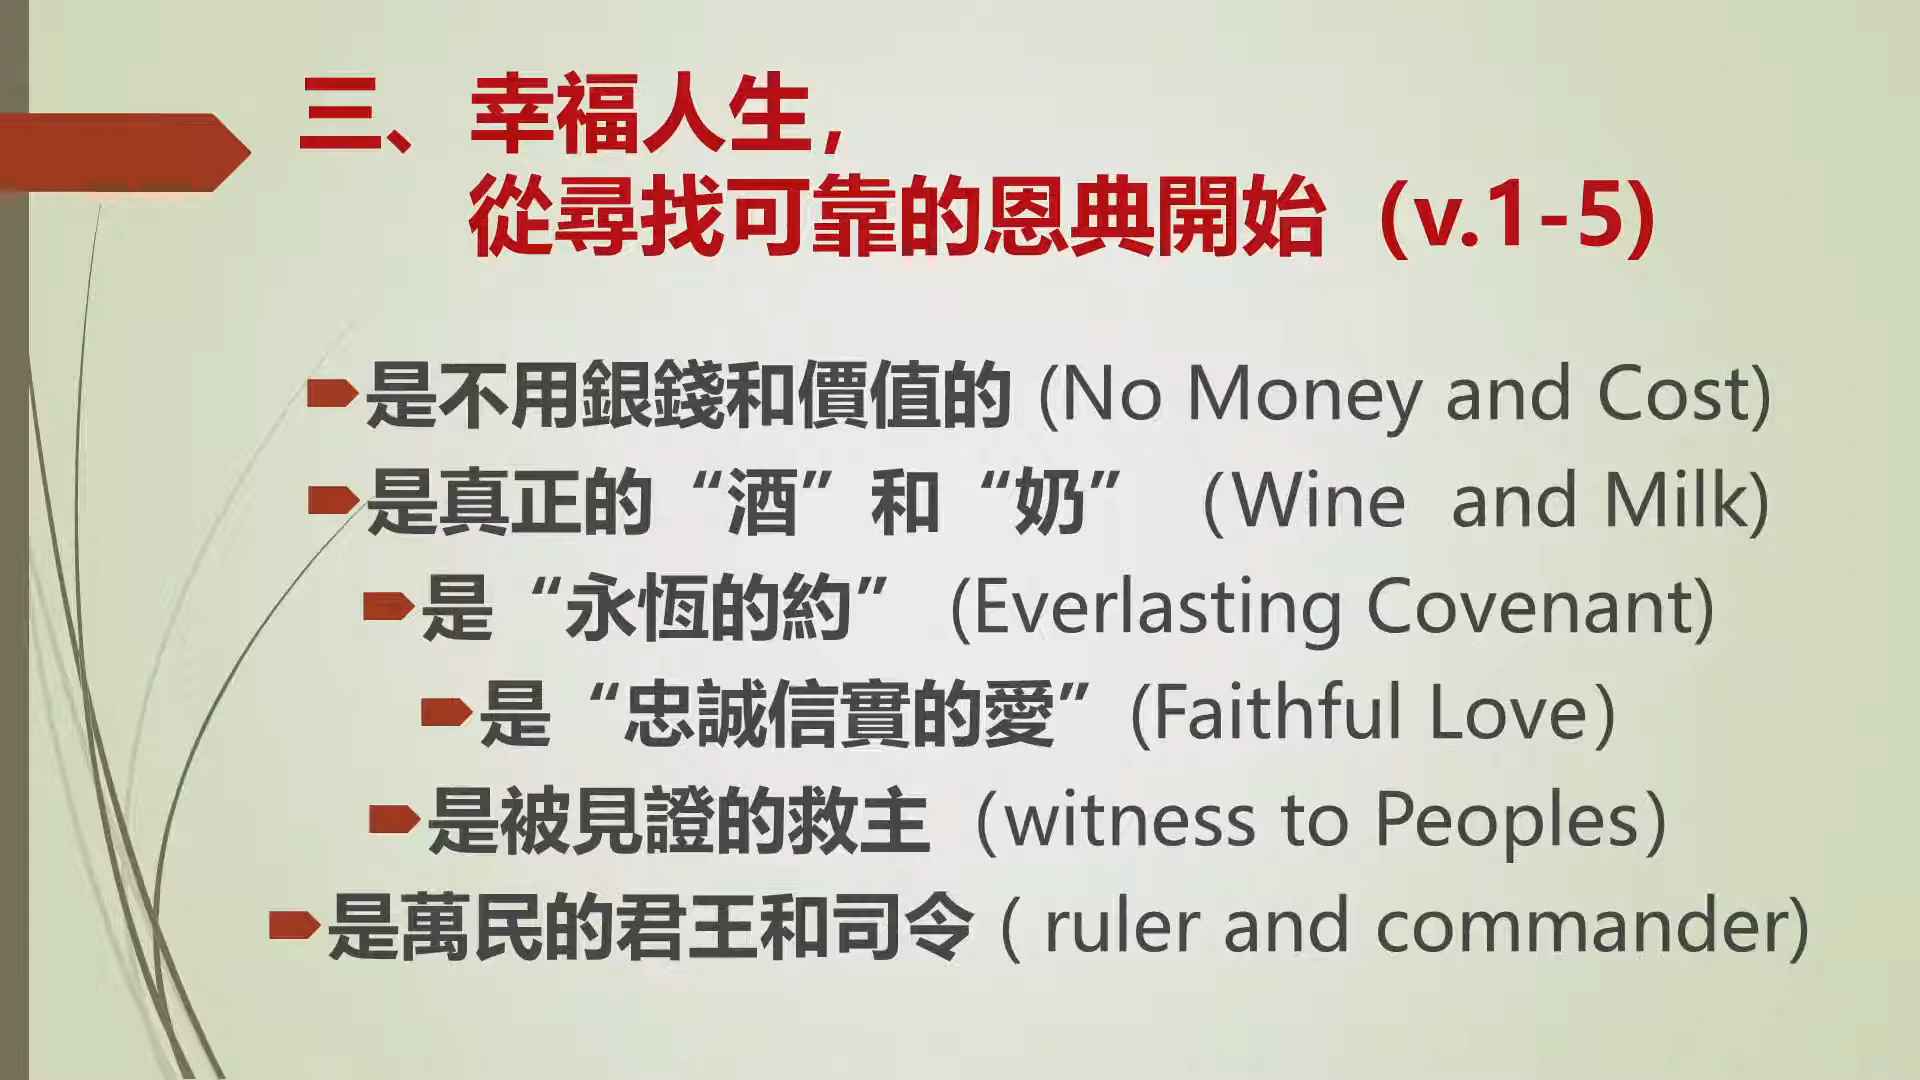 三、幸福人生，
從尋找可靠的恩典開始（v.1-5)
是不用銀錢和價值的 (No Money and Cost)
是真正的“酒”和“奶” （Wine  and Milk)
是“永恆的約” (Everlasting Covenant)
是“忠誠信實的愛” (Faithful Love）
是被見證的救主（witness to Peoples）
是萬民的君王和司令 ( ruler and commander)